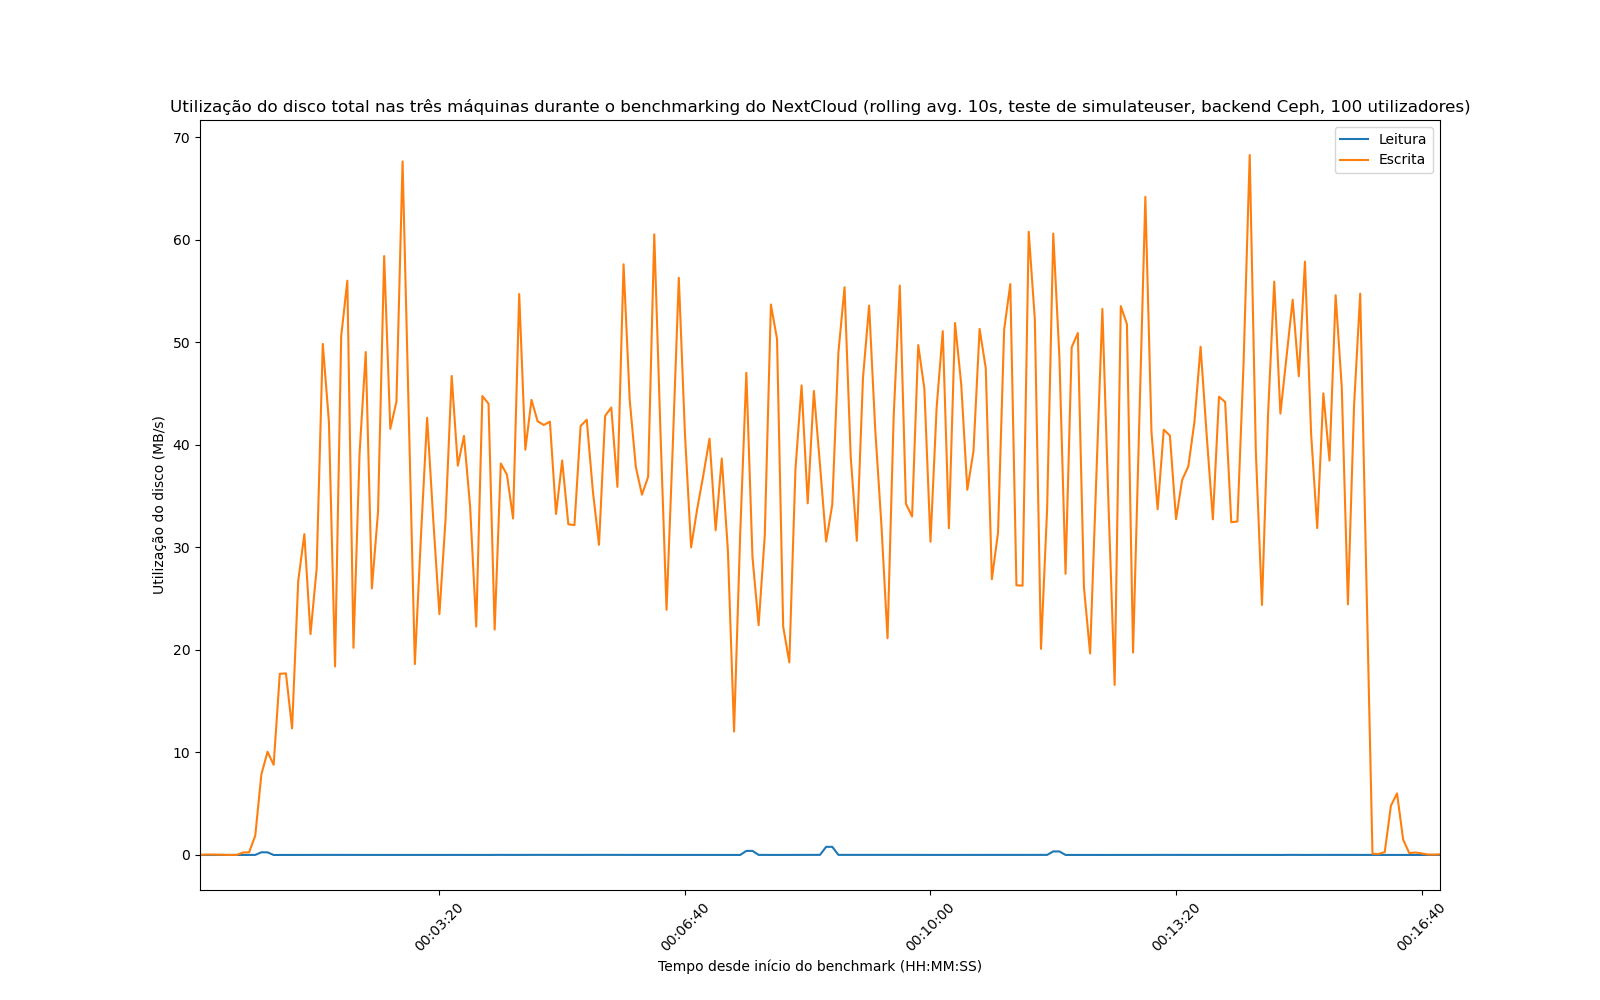 Utilização do disco total nas três máquinas durante o benchmarking do NextCloud (rolling avg. 10s, teste de simulateuser, backend Ceph, 100 utilizadores)
Leitura
Escrita
Utilização do disco (MB/s)
70
60
50
40
30
20
10
0
00:03:20
00:06:40
00:10:00
00:13:20
00:16:40
Tempo desde início do benchmark (HH:MM:SS)